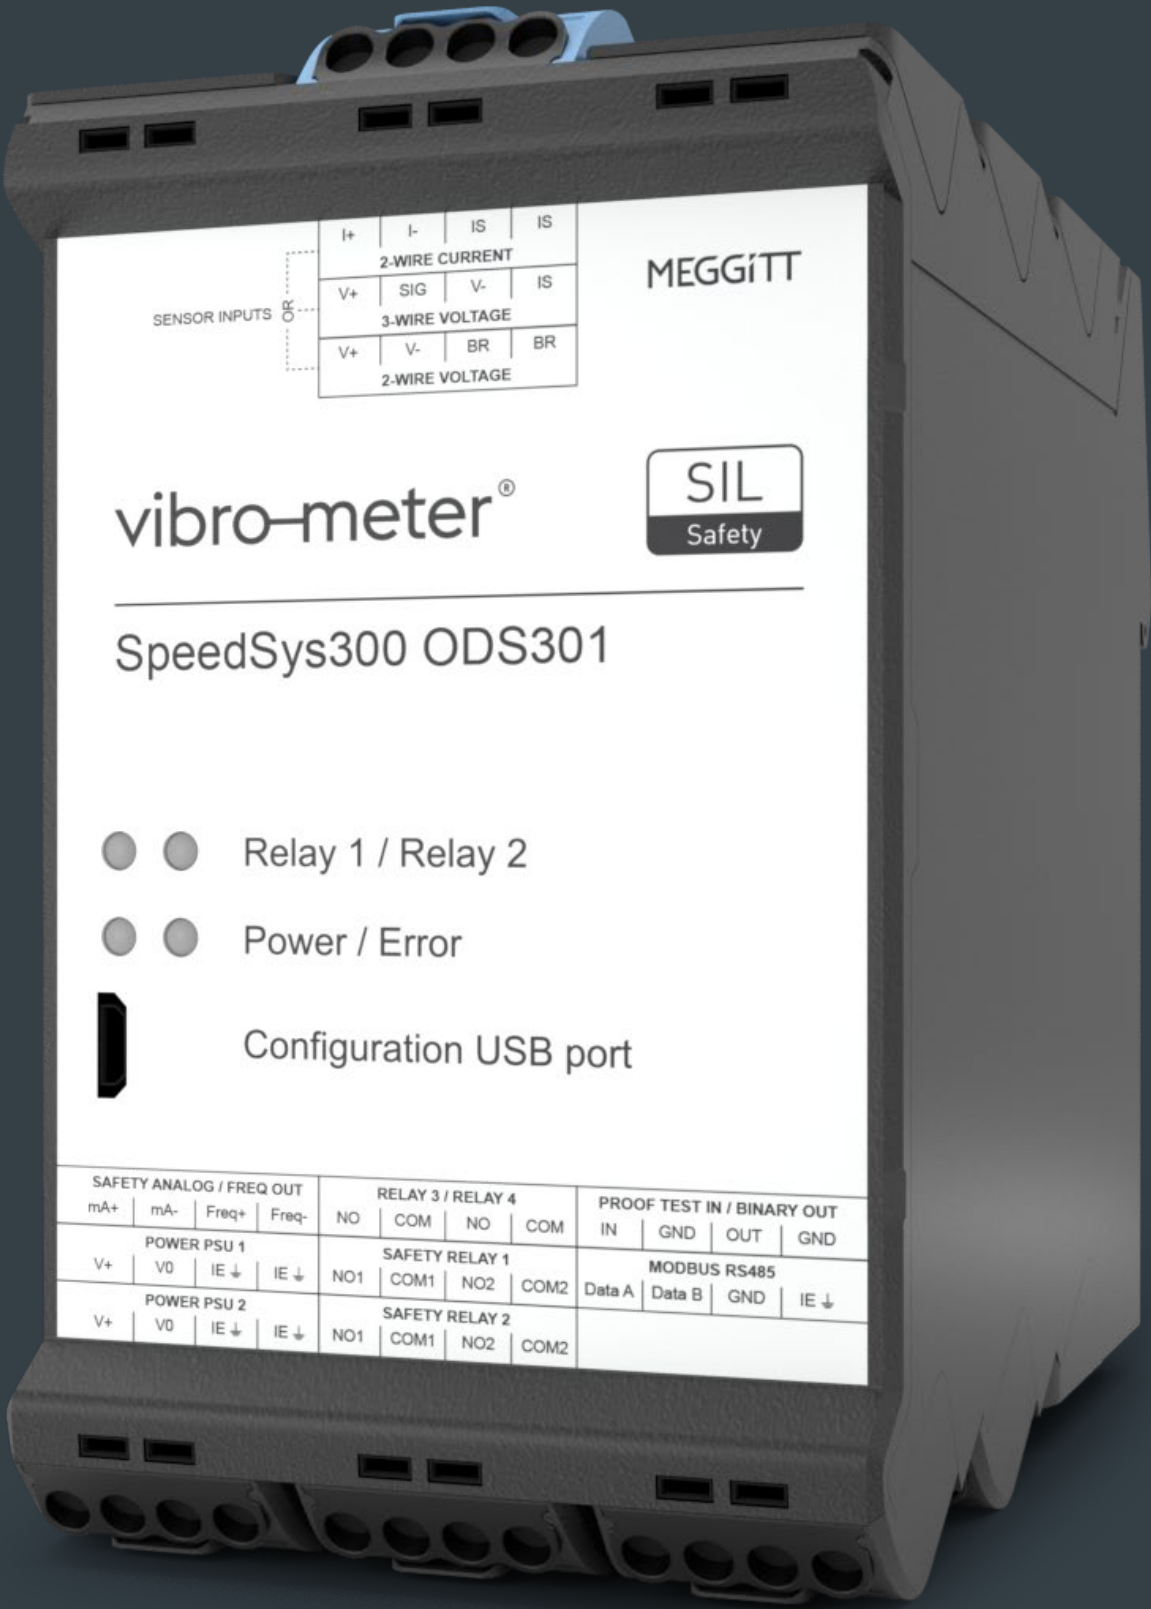 I+ I- IS IS
2-WIRE CURRENT
V+ SIG V- IS
SENSOR INPUTS OR
3-WIRE VOLTAGE
V+ V- BR BR
2-WIRE VOLTAGE
MEGGíTT
vibro-meter®
SIL
Safety
SpeedSys300 ODS301
Relay 1 / Relay 2
Power / Error
Configuration USB port
SAFETY ANALOG / FREQ OUT
mA+ mA- Freq+ Freq-
POWER PSU 1
V+ V0 IE ⏚ IE ⏚
POWER PSU 2
V+ V0 IE ⏚ IE ⏚
RELAY 3 / RELAY 4
NO COM NO COM
SAFETY RELAY 1
NO1 COM1 NO2 COM2
SAFETY RELAY 2
NO1 COM1 NO2 COM2
PROOF TEST IN / BINARY OUT
IN GND OUT GND
MODBUS RS485
Data A Data B GND IE ⏚